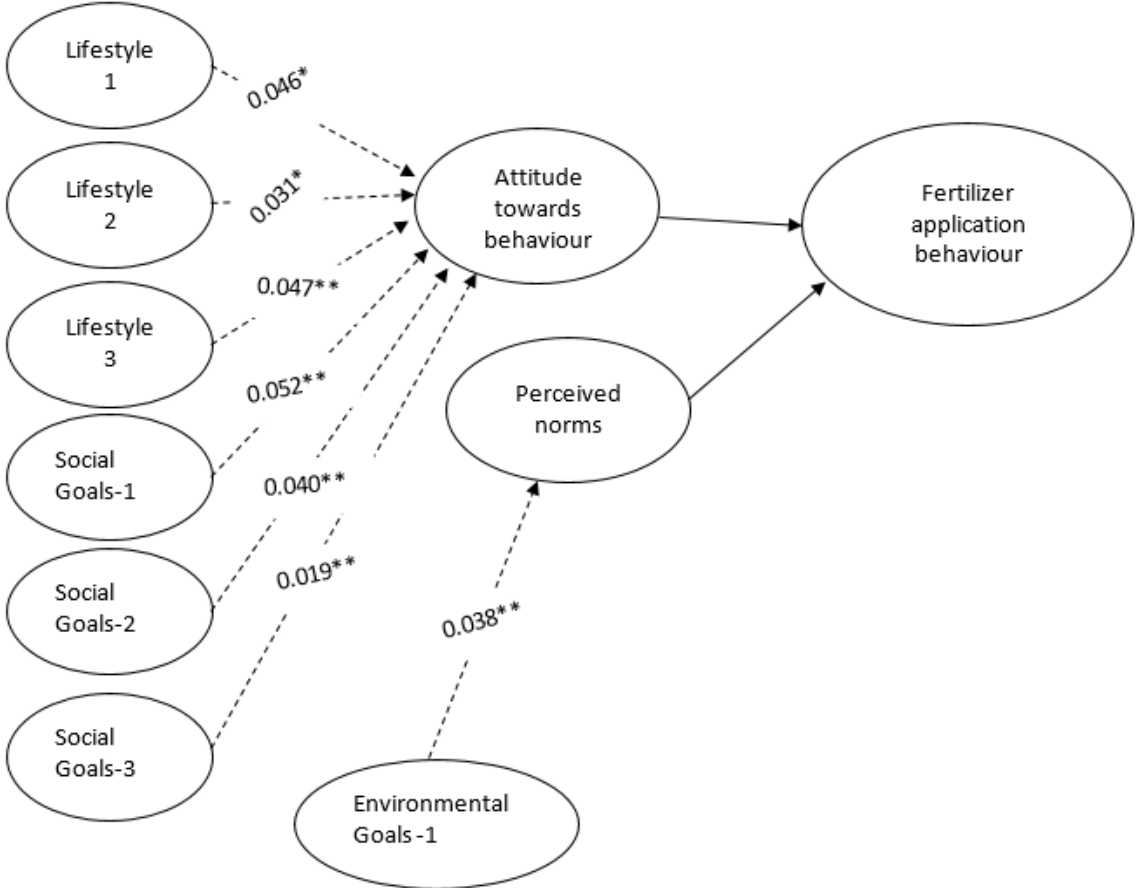 Lifestyle
1
0.046*
Lifestyle
2
0.031*
Lifestyle
3
0.047**
Social
Goals-1
0.052**
Social
Goals-2
0.040**
Social
Goals-3
0.019**
Attitude
towards
behaviour
Fertilizer
application
behaviour
Perceived
norms
0.038**
Environmental
Goals -1